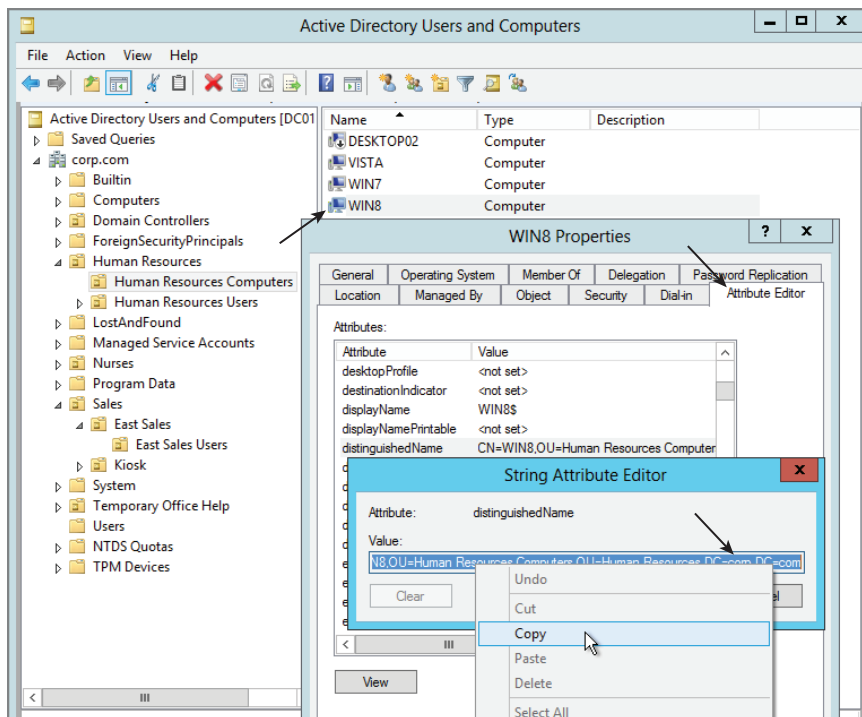 Active Directory Users and Computers
File Action View Help
Active Directory Users and Computers [DC01
Saved Queries
corp.com
Builtin
Computers
Domain Controllers
ForeignSecurityPrincipals
Human Resources
Human Resources Computers
Human Resources Users
LostAndFound
Managed Service Accounts
Nurses
Program Data
Sales
East Sales
East Sales Users
Kiosk
System
Temporary Office Help
Users
NTDS Quotas
TPM Devices
Name Type Description
DESKTOP02 Computer
VISTA Computer
WIN7 Computer
WIN8 Computer
WIN8 Properties
? x
General Operating System Member Of Delegation Password Replication
Location Managed By Object Security Dial-in Attribute Editor
Attributes:
Attribute Value
desktopProfile <not set>
destinationIndicator <not set>
displayName WIN8$
displayNamePrintable <not set>
distinguishedName CN=WIN8,OU=Human Resources Computer
String Attribute Editor
Attribute: distinguishedName
Value:
N8,OU=Human Resources Computers,OU=Human Resources,DC=corp,DC=com
Clear
Undo
Cut
Copy
Paste
Delete
Select All
View